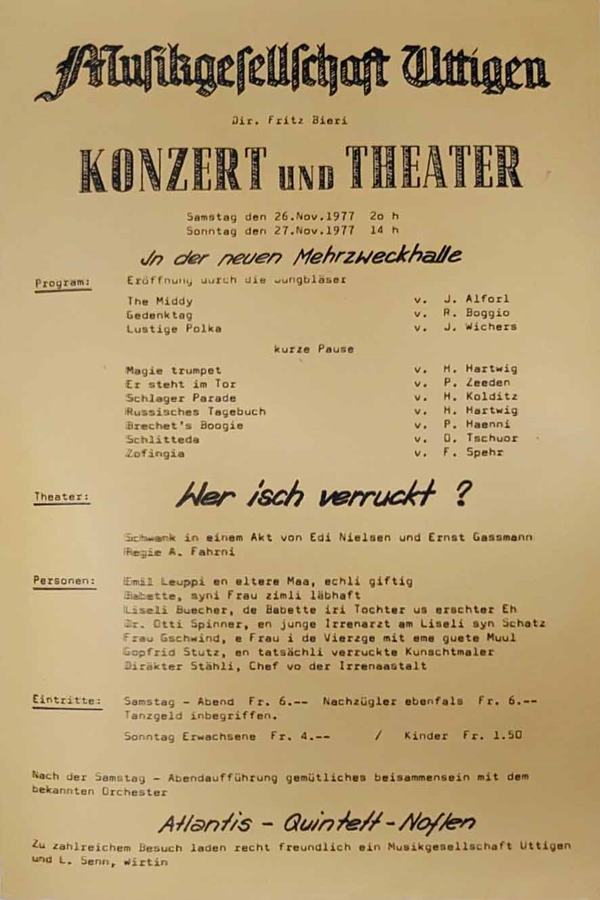 Musikgesellschaft Uttigen
Dir. Fritz Bieri
KONZERT UND THEATER
Samstag den 26.Nov.1977 2o h
Sonntag den 27.Nov.1977 14 h
In der neuen Mehrzweckhalle
Program: Eröffnung durch die Jungbläser
The Middy v. J. Alforl
Gedenktag v. R. Boggio
Lustige Polka v. J. Wichers
kurze Pause
Magie trumpet v. H. Hartwig
Er steht im Tor v. P. Zeeden
Schlager Parade v. H. Kolditz
Russisches Tagebuch v. H. Hartwig
Brechet's Boogie v. P. Haenni
Schlitteda v. O. Tschuor
Zofingia v. F. Spehr
Theater: Wer isch verruckt ?
Schwank in einem Akt von Edi Nielsen und Ernst Gassmann
Regie A. Fahrni
Personen: Emil Leuppi en eltere Maa, echli giftig
Babette, syni Frau zimli läbhaft
Liseli Buecher, de Babette iri Tochter us erschter Eh
Dr. Otti Spinner, en junge Irrenarzt am Liseli syn Schatz
Frau Gschwind, e Frau i de Vierzge mit eme guete Muul
Gopfrid Stutz, en tatsächli verruckte Kunschtmaler
Diräkter Stähli, Chef vo der Irrenaastalt
Eintritte: Samstag - Abend Fr. 6.-- Nachzügler ebenfals Fr. 6.--
Tanzgeld inbegriffen.
Sonntag Erwachsene Fr. 4.-- / Kinder Fr. 1.50
Nach der Samstag - Abendaufführung gemütliches beisammensein mit dem
bekannten Orchester
Atlantis - Quintett - Noflen
Zu zahlreichem Besuch laden recht freundlich ein Musikgesellschaft Uttigen
und L. Senn, Wirtin